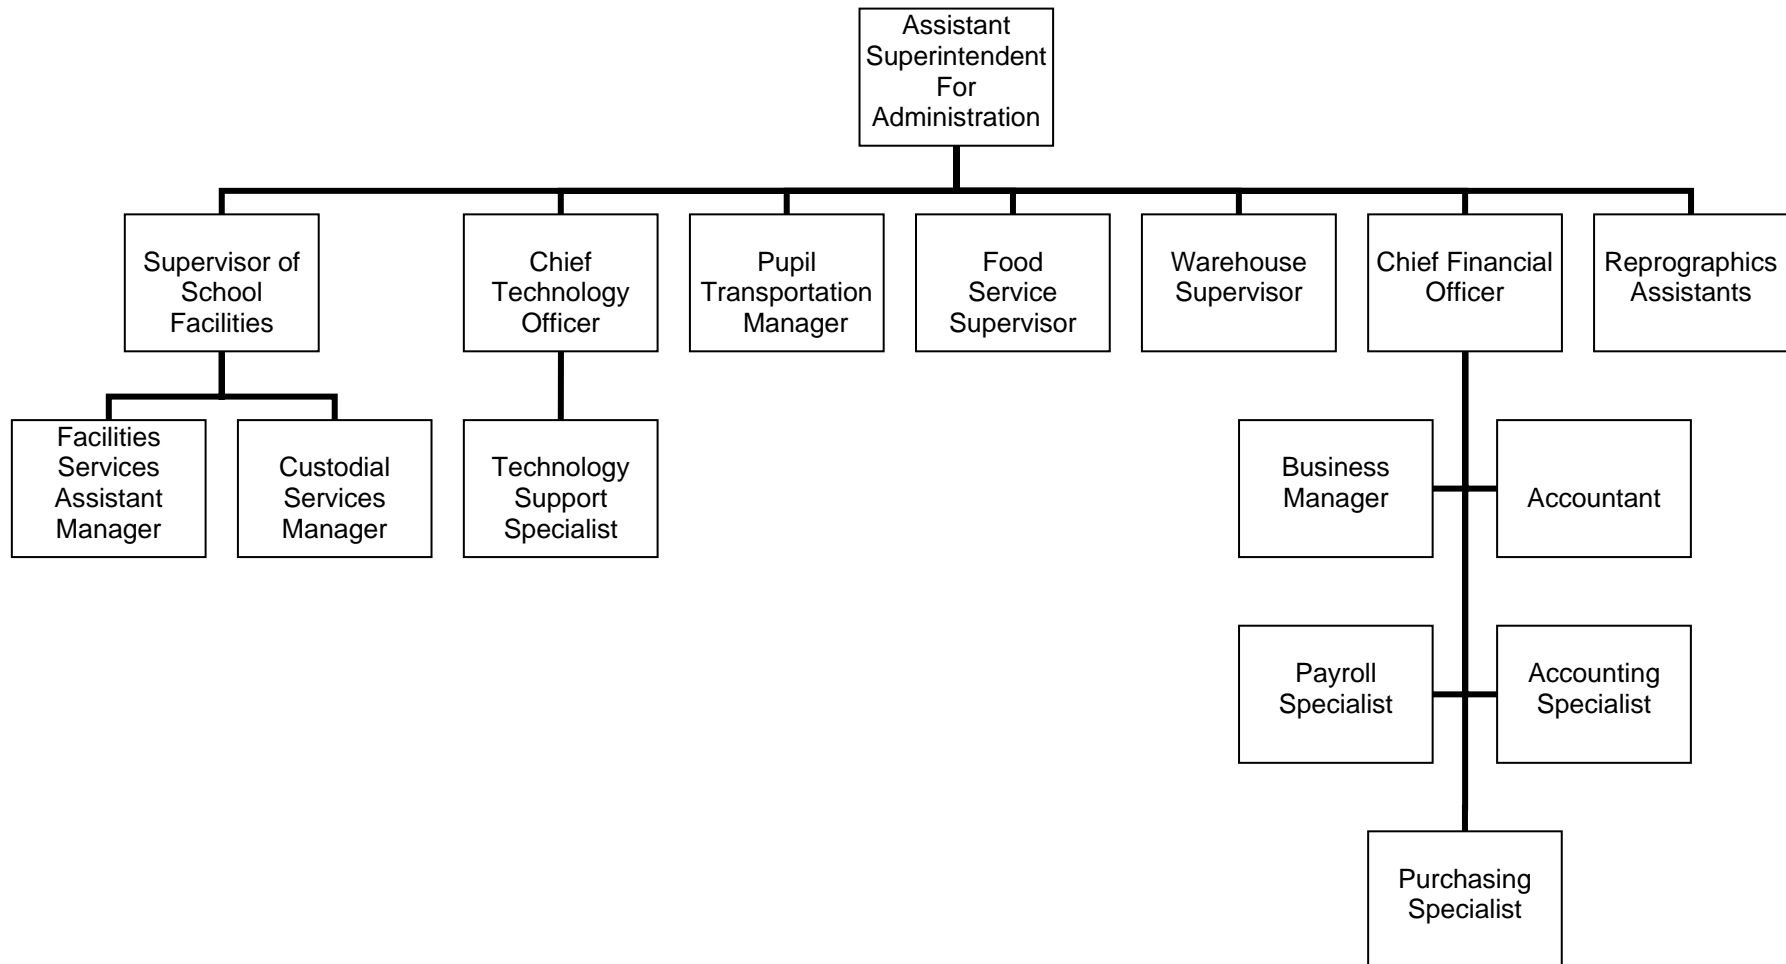 Assistant
Superintendent
For
Administration
Supervisor of
School
Facilities
Chief
Technology
Officer
Pupil
Transportation
Manager
Food
Service
Supervisor
Warehouse
Supervisor
Chief Financial
Officer
Reprographics
Assistants
Facilities
Services
Assistant
Manager
Custodial
Services
Manager
Technology
Support
Specialist
Business
Manager
Accountant
Payroll
Specialist
Accounting
Specialist
Purchasing
Specialist